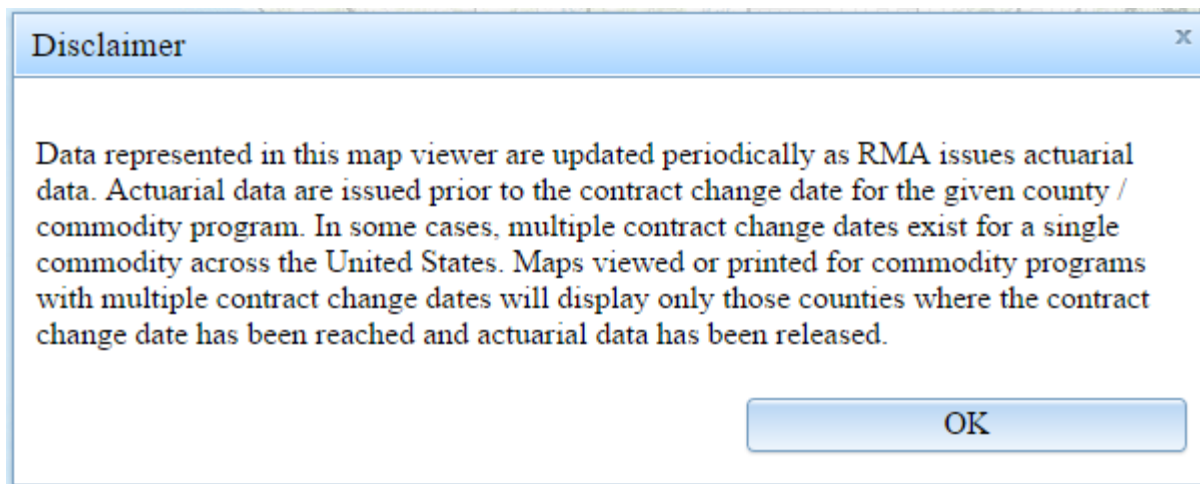 Disclaimer
x
Data represented in this map viewer are updated periodically as RMA issues actuarial
data. Actuarial data are issued prior to the contract change date for the given county /
commodity program. In some cases, multiple contract change dates exist for a single
commodity across the United States. Maps viewed or printed for commodity programs
with multiple contract change dates will display only those counties where the contract
change date has been reached and actuarial data has been released.
OK